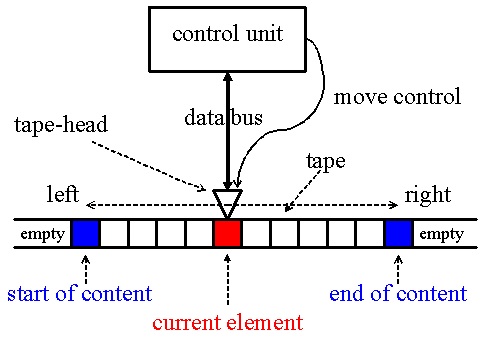 control unit
move control
data bus
tape-head
tape
left
right
empty
empty
start of content
end of content
current element